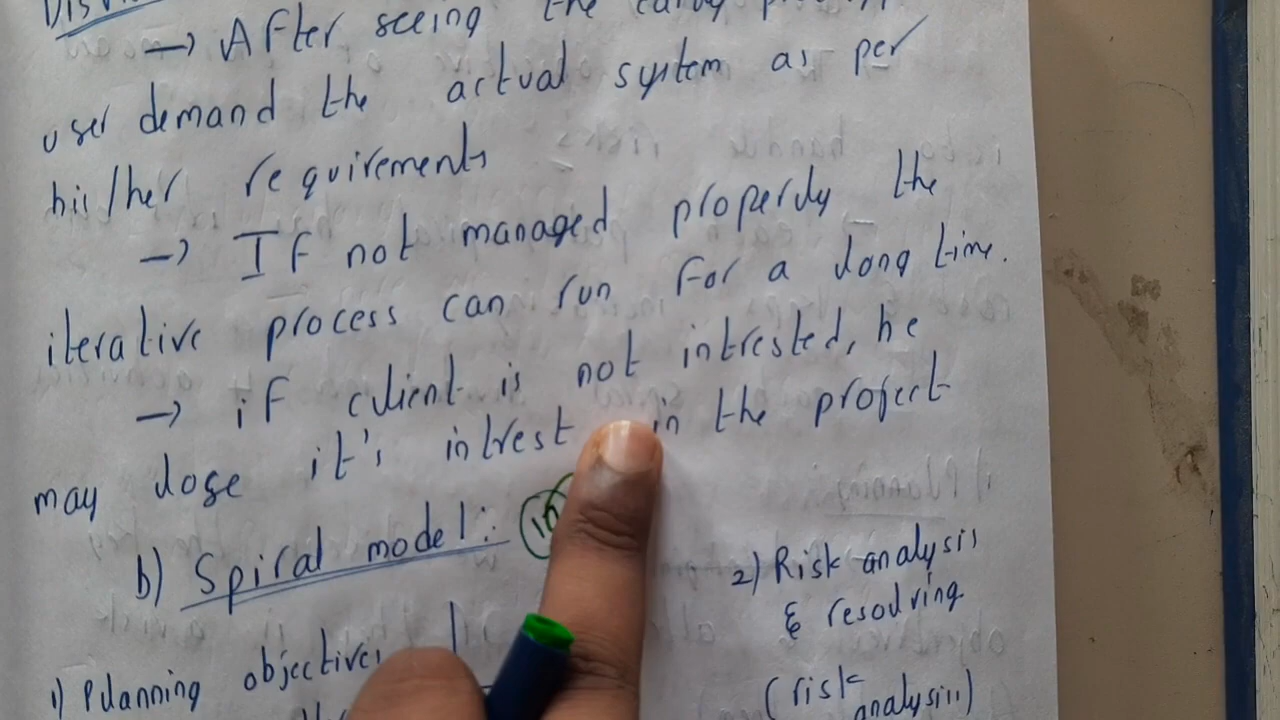 → After seeing the early
user demand the actual system as per
his/her requirements
→ If not managed properly the
iterative process can run for a long time.
→ if client is not intrested, he
may lose it's intrest in the project
b) Spiral model:
2) Risk analysis
& resolving
1) Planning objectives
(risk
analysis)